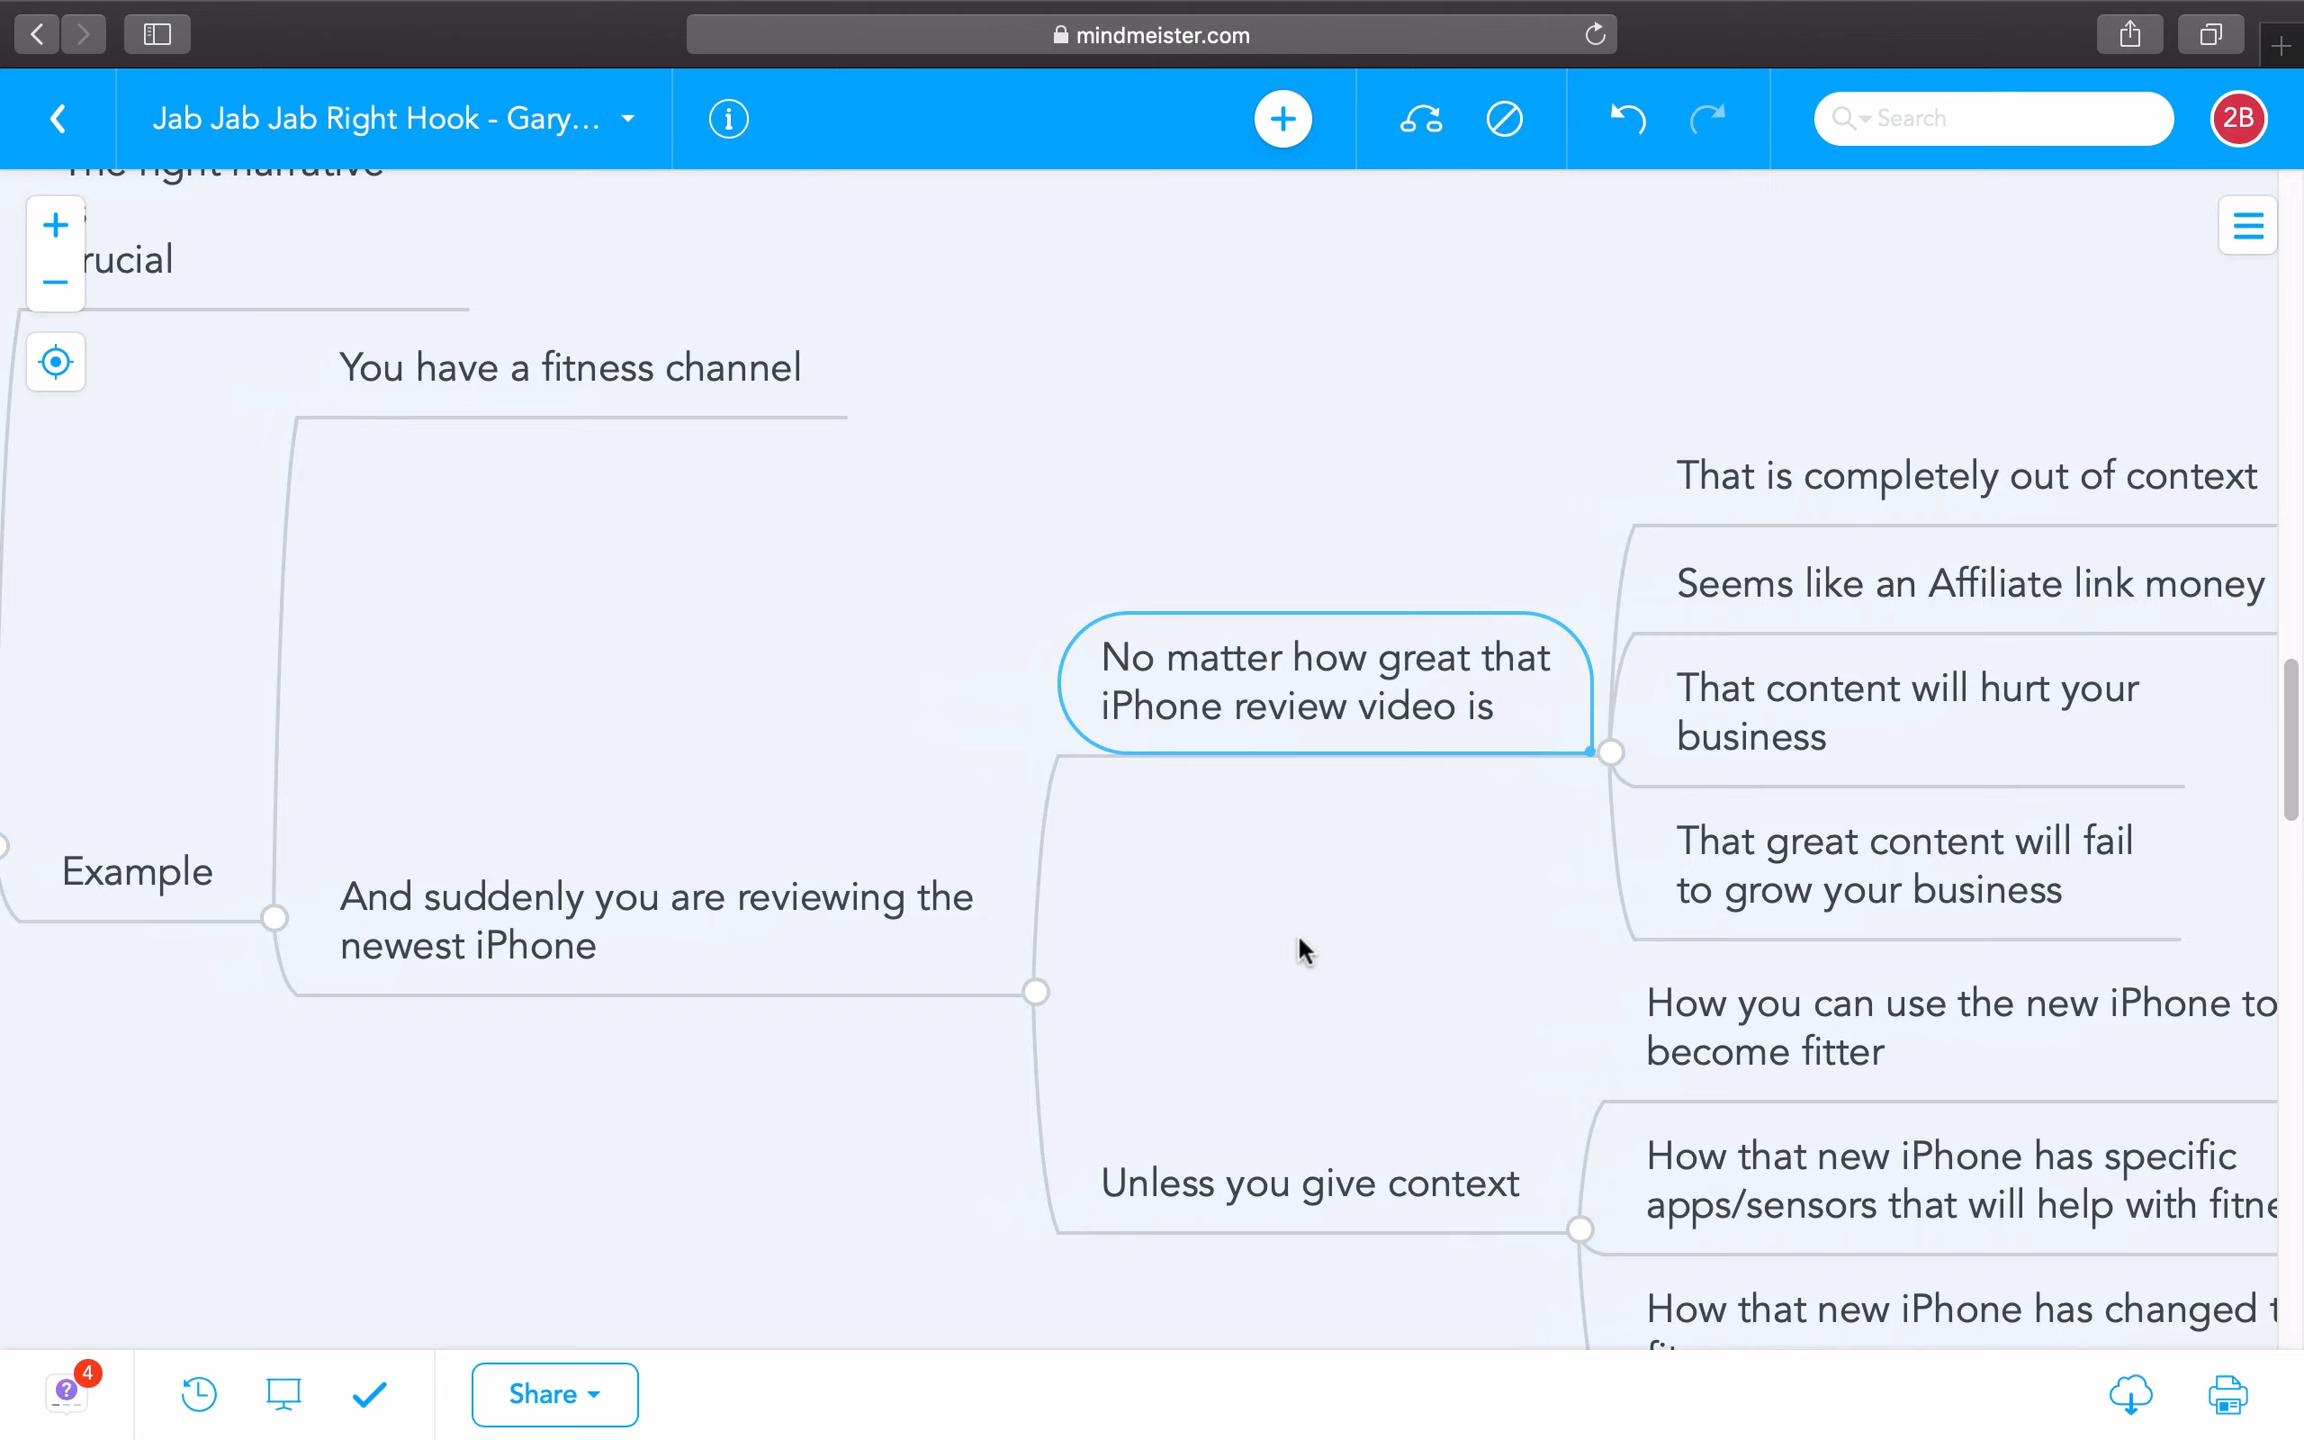 mindmeister.com
Jab Jab Jab Right Hook - Gary...
Search
2B
The right narrative
rucial
You have a fitness channel
That is completely out of context
Seems like an Affiliate link money
No matter how great that
iPhone review video is
That content will hurt your
business
That great content will fail
to grow your business
Example
And suddenly you are reviewing the
newest iPhone
How you can use the new iPhone to
become fitter
Unless you give context
How that new iPhone has specific
apps/sensors that will help with fitne
How that new iPhone has changed t
4
Share